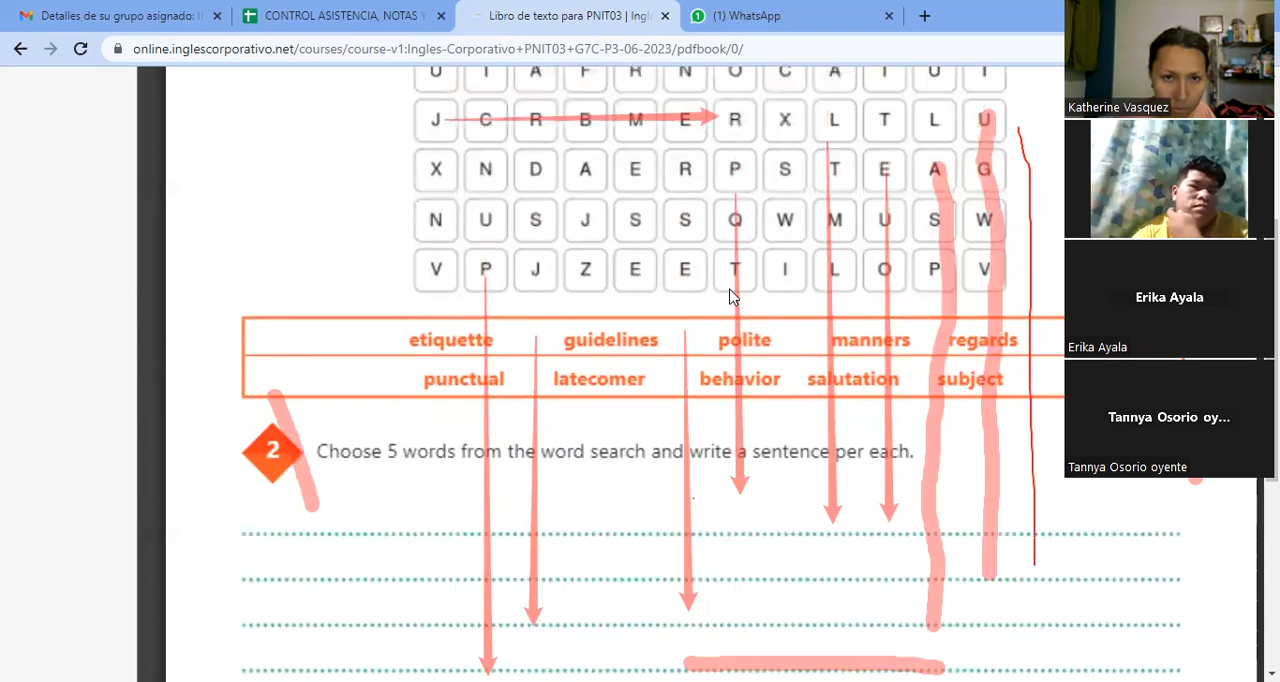 Detalles de su grupo asignado: I
CONTROL ASISTENCIA, NOTAS Y
Libro de texto para PNIT03 | Ingle
(1) WhatsApp
online.inglescorporativo.net/courses/course-v1:Ingles-Corporativo+PNIT03+G7C-P3-06-2023/pdfbook/0/
U I A F R N O C A I U I
J C R B M E R X L T L U
X N D A E R P S T E A G
N U S J S S Q W M U S W
V P J Z E E T I L O P V
etiquette guidelines polite manners regards
punctual latecomer behavior salutation subject
2 Choose 5 words from the word search and write a sentence per each.
Katherine Vasquez
Erika Ayala
Erika Ayala
Tannya Osorio oy...
Tannya Osorio oyente